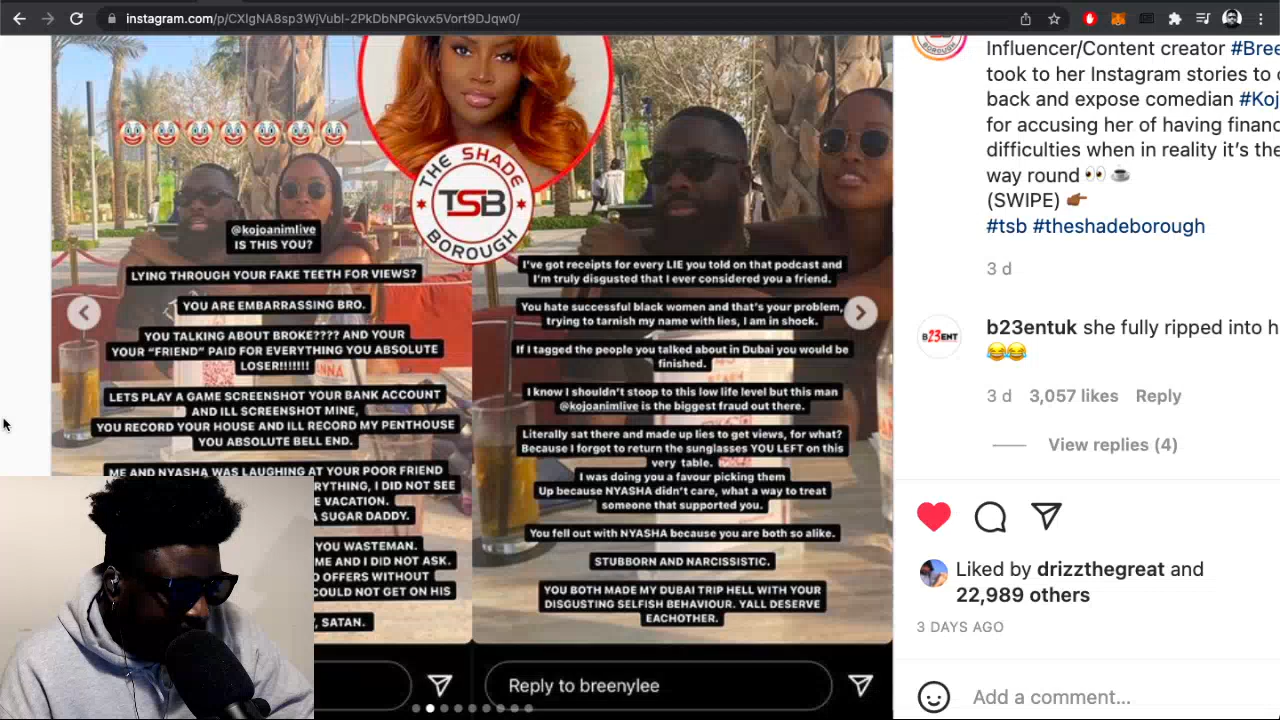 instagram.com/p/CXIgNA8sp3WjVubl-2PkDbNPGkvx5Vort9DJqw0/
@kojoanimlive
IS THIS YOU?
LYING THROUGH YOUR FAKE TEETH FOR VIEWS?
YOU ARE EMBARRASSING BRO.
YOU TALKING ABOUT BROKE???? AND YOUR
YOUR “FRIEND” PAID FOR EVERYTHING YOU ABSOLUTE
LOSER!!!!!!!
LETS PLAY A GAME SCREENSHOT YOUR BANK ACCOUNT
AND ILL SCREENSHOT MINE,
YOU RECORD YOUR HOUSE AND ILL RECORD MY PENTHOUSE
YOU ABSOLUTE BELL END.
ME AND NYASHA WAS LAUGHING AT YOUR POOR FRIEND
RYTHING, I DID NOT SEE
E VACATION.
A SUGAR DADDY.
YOU WASTEMAN.
ME AND I DID NOT ASK.
D OFFERS WITHOUT
COULD NOT GET ON HIS
, SATAN.
THE SHADE
TSB
BOROUGH
I’ve got receipts for every LIE you told on that podcast and
I’m truly disgusted that I ever considered you a friend.
You hate successful black women and that’s your problem,
trying to tarnish my name with lies, I am in shock.
If I tagged the people you talked about in Dubai you would be
finished.
I know I shouldn’t stoop to this low life level but this man
@kojoanimlive is the biggest fraud out there.
Literally sat there and made up lies to get views, for what?
Because I forgot to return the sunglasses YOU LEFT on this
very table.
I was doing you a favour picking them
Up because NYASHA didn’t care, what a way to treat
someone that supported you.
You fell out with NYASHA because you are both so alike.
STUBBORN AND NARCISSISTIC.
YOU BOTH MADE MY DUBAI TRIP HELL WITH YOUR
DISGUSTING SELFISH BEHAVIOUR. YALL DESERVE
EACHOTHER.
Reply to breenylee
BOROUGH
Influencer/Content creator #Bree
took to her Instagram stories to c
back and expose comedian #Koj
for accusing her of having financ
difficulties when in reality it’s the
way round 👀 ☕
(SWIPE) 👉🏾
#tsb #theshadeborough
3 d
B23ENT
b23entuk she fully ripped into h
😂😂
3 d 3,057 likes Reply
View replies (4)
Liked by drizzthegreat and
22,989 others
3 DAYS AGO
Add a comment...